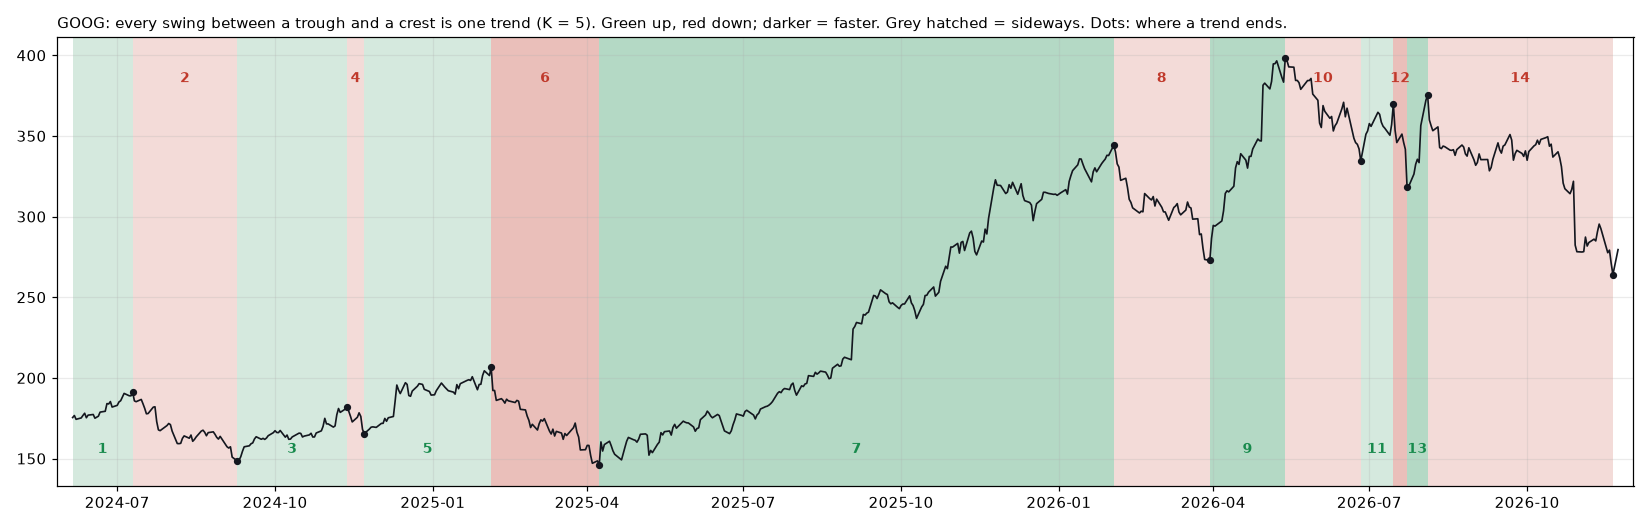 GOOG: every swing between a trough and a crest is one trend (K = 5). Green up, red down; darker = faster. Grey hatched = sideways. Dots: where a trend ends.
400
350
300
250
200
150
2 4 6 8 10 12 14
1 3 5 7 9 11 13
2024-07 2024-10 2025-01 2025-04 2025-07 2025-10 2026-01 2026-04 2026-07 2026-10